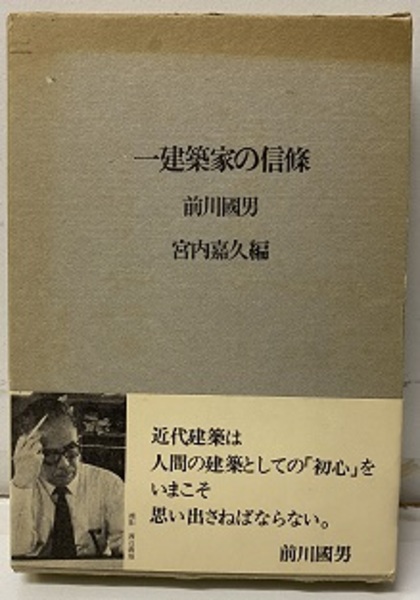 一建築家の信條
前川國男
宮内嘉久編
近代建築は
人間の建築としての「初心」を
いまこそ
思い出さねばならない。
前川國男